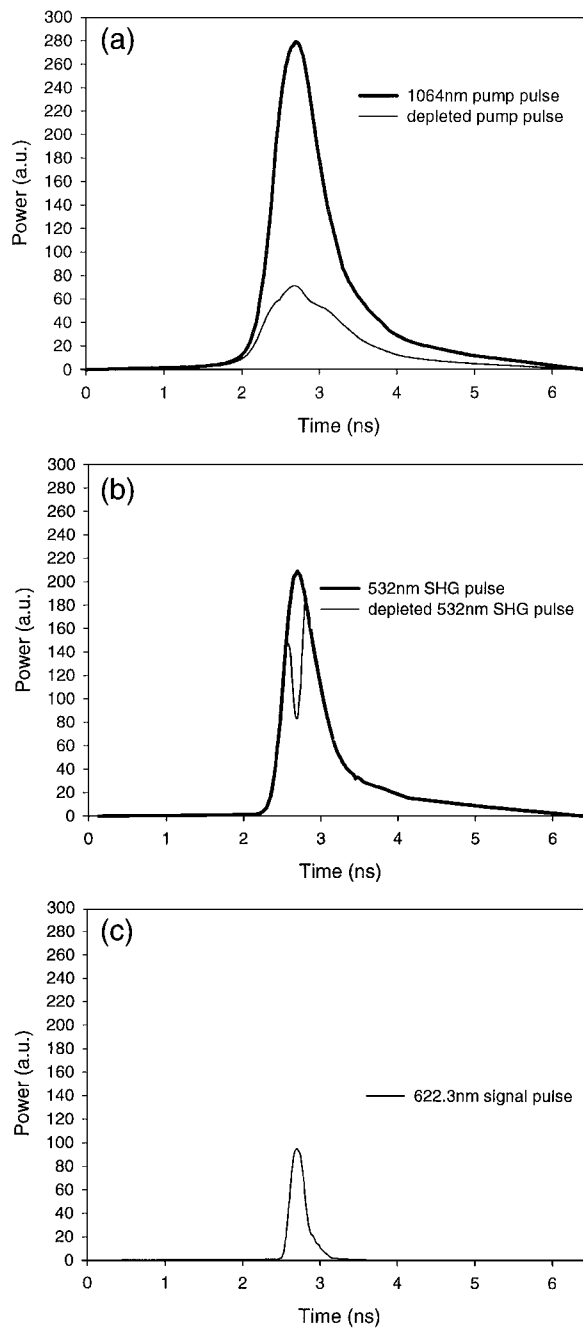 (a)
300
280
260
240
220
200
180
160
140
120
100
80
60
40
20
0
Power (a.u.)
1064nm pump pulse
depleted pump pulse
0 1 2 3 4 5 6
Time (ns)
(b)
300
280
260
240
220
200
180
160
140
120
100
80
60
40
20
0
Power (a.u.)
532nm SHG pulse
depleted 532nm SHG pulse
0 1 2 3 4 5 6
Time (ns)
(c)
300
280
260
240
220
200
180
160
140
120
100
80
60
40
20
0
Power (a.u.)
622.3nm signal pulse
0 1 2 3 4 5 6
Time (ns)